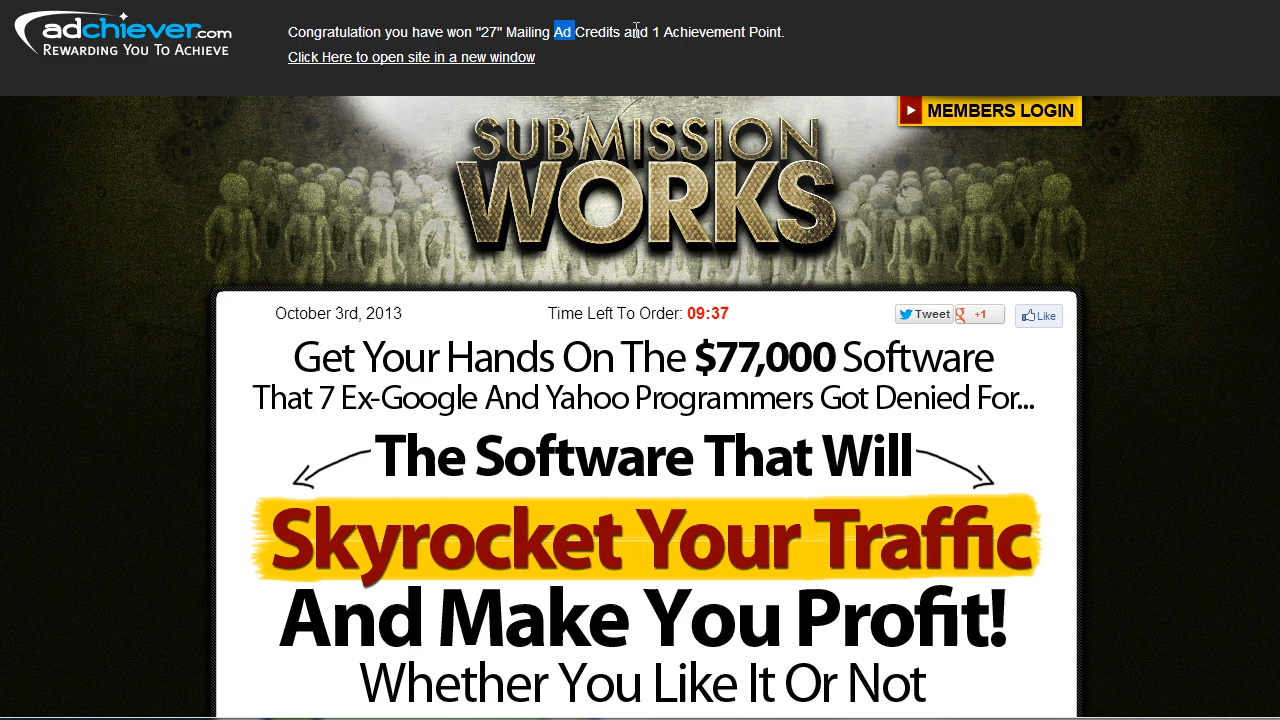 adchiever.com
REWARDING YOU TO ACHIEVE
Congratulation you have won "27" Mailing Ad Credits and 1 Achievement Point.
Click Here to open site in a new window
MEMBERS LOGIN
SUBMISSION
WORKS
October 3rd, 2013
Time Left To Order: 09:37
Tweet
+1
Like
Get Your Hands On The $77,000 Software
That 7 Ex-Google And Yahoo Programmers Got Denied For...
The Software That Will
Skyrocket Your Traffic
And Make You Profit!
Whether You Like It Or Not